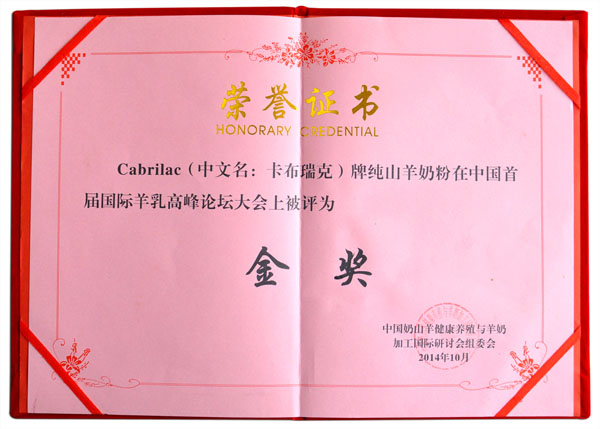 荣誉证书
HONORARY CREDENTIAL
Cabrilac（中文名：卡布瑞克）牌纯山羊奶粉在中国首
届国际羊乳高峰论坛大会上被评为
金 奖
中国奶山羊健康养殖与羊奶
加工国际研讨会组委会
2014年10月